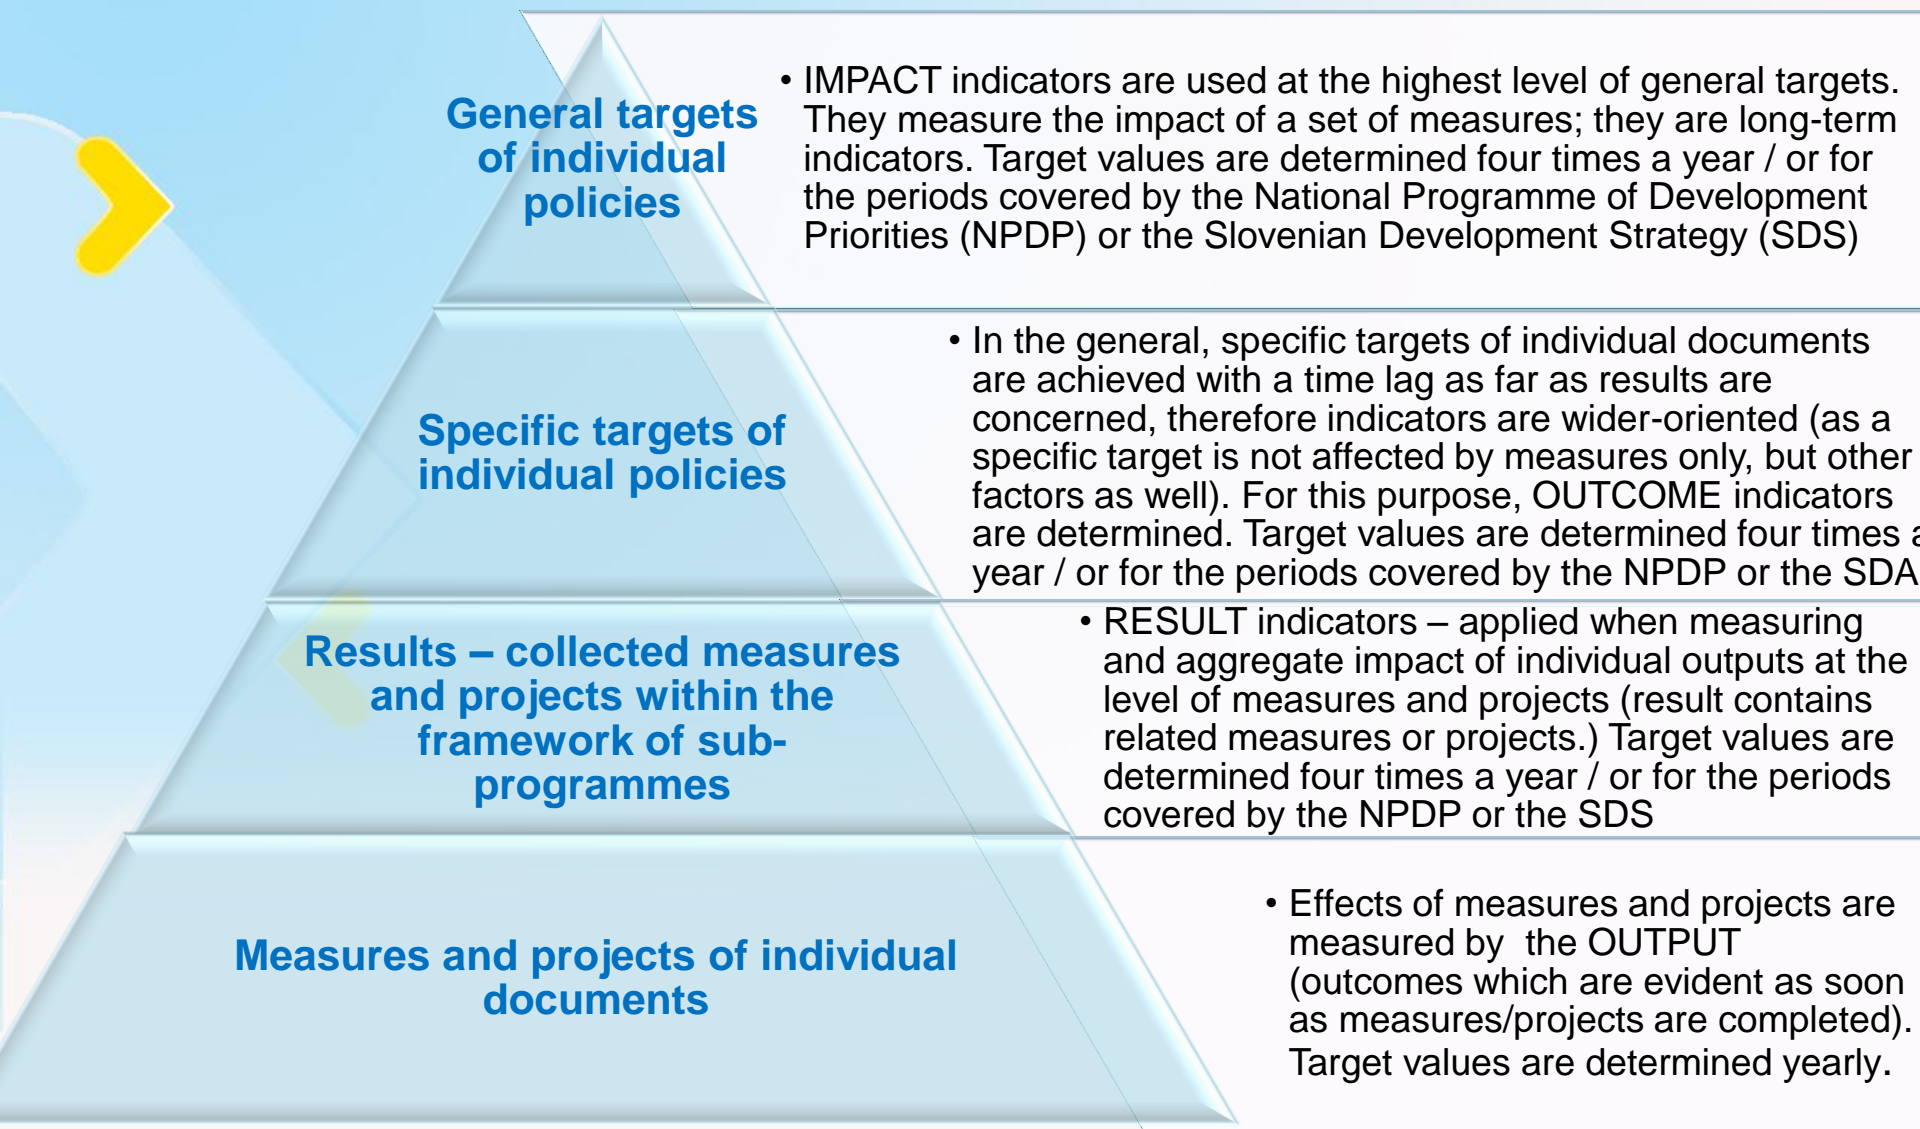 General targets
of individual
policies
• IMPACT indicators are used at the highest level of general targets.
They measure the impact of a set of measures; they are long-term
indicators. Target values are determined four times a year / or for
the periods covered by the National Programme of Development
Priorities (NPDP) or the Slovenian Development Strategy (SDS)
Specific targets of
individual policies
• In the general, specific targets of individual documents
are achieved with a time lag as far as results are
concerned, therefore indicators are wider-oriented (as a
specific target is not affected by measures only, but other
factors as well). For this purpose, OUTCOME indicators
are determined. Target values are determined four times a
year / or for the periods covered by the NPDP or the SDA
Results – collected measures
and projects within the
framework of sub-
programmes
• RESULT indicators – applied when measuring
and aggregate impact of individual outputs at the
level of measures and projects (result contains
related measures or projects.) Target values are
determined four times a year / or for the periods
covered by the NPDP or the SDS
Measures and projects of individual
documents
• Effects of measures and projects are
measured by the OUTPUT
(outcomes which are evident as soon
as measures/projects are completed).
Target values are determined yearly.